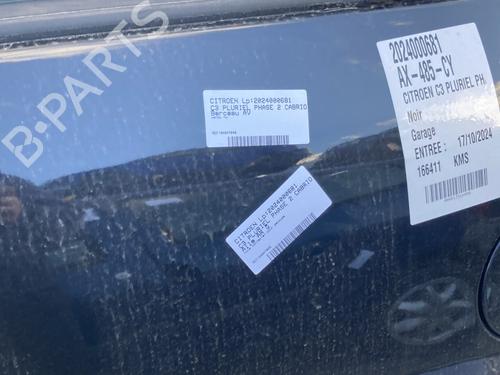 B-PARTS
CITROEN Lp:2024000681
C3 PLURIEL PHASE 2 CABRIO
Berceau AV
CITROEN Lp:2024000681
C3 PLURIEL PHASE 2 CABRIO
2024000681
AX-485-CY
CITROEN C3 PLURIEL PH.
Noir
Garage
ENTREE : 17/10/2024
166411 KMS